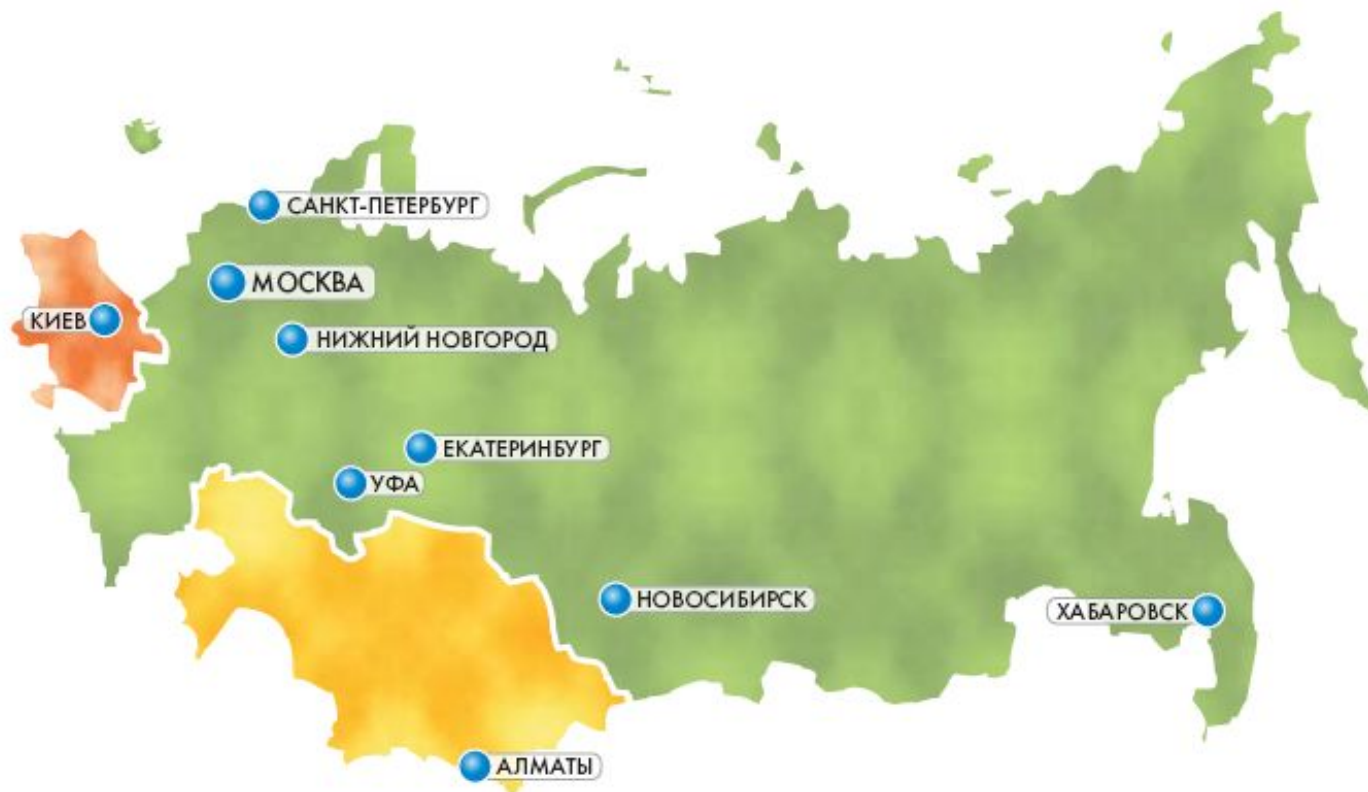 САНКТ-ПЕТЕРБУРГ
МОСКВА
КИЕВ
НИЖНИЙ НОВГОРОД
ЕКАТЕРИНБУРГ
УФА
НОВОСИБИРСК
ХАБАРОВСК
АЛМАТЫ